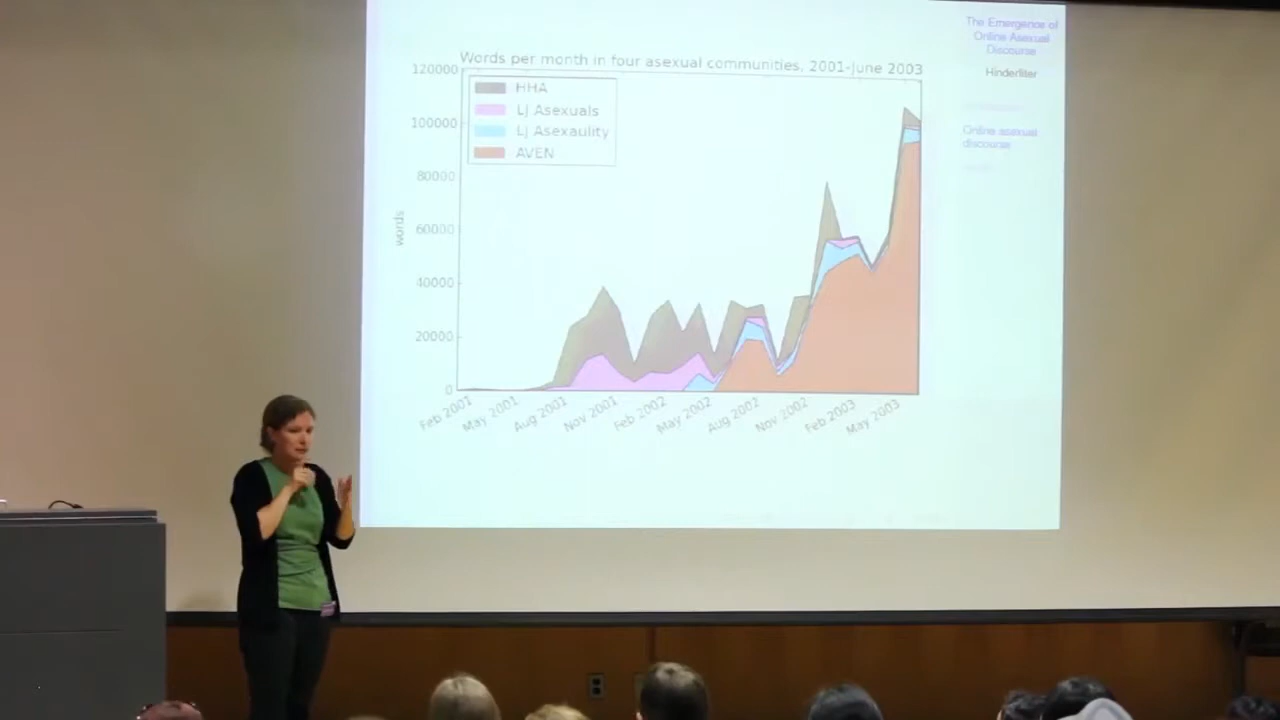 The Emergence of
Online Asexual
Discourse
Hinderliter
Online asexual
discourse
Words per month in four asexual communities, 2001-June 2003
HHA
LJ Asexuals
LJ Asexaulity
AVEN
words
120000
100000
80000
60000
40000
20000
0
Feb 2001
May 2001
Aug 2001
Nov 2001
Feb 2002
May 2002
Aug 2002
Nov 2002
Feb 2003
May 2003